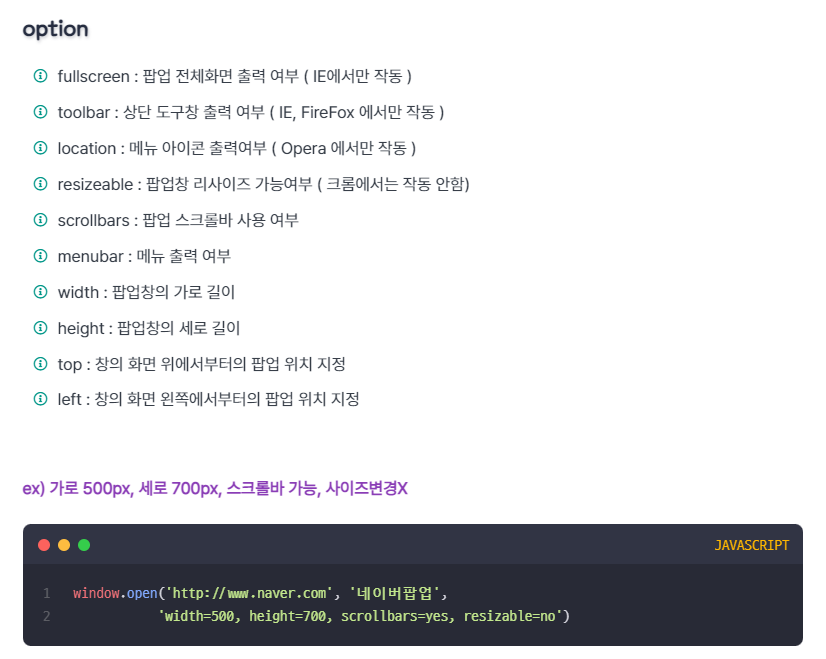 option
fullscreen : 팝업 전체화면 출력 여부 ( IE에서만 작동 )
toolbar : 상단 도구창 출력 여부 ( IE, FireFox 에서만 작동 )
location : 메뉴 아이콘 출력여부 ( Opera 에서만 작동 )
resizeable : 팝업창 리사이즈 가능여부 ( 크롬에서는 작동 안함)
scrollbars : 팝업 스크롤바 사용 여부
menubar : 메뉴 출력 여부
width : 팝업창의 가로 길이
height : 팝업창의 세로 길이
top : 창의 화면 위에서부터의 팝업 위치 지정
left : 창의 화면 왼쪽에서부터의 팝업 위치 지정
ex) 가로 500px, 세로 700px, 스크롤바 가능, 사이즈변경X
JAVASCRIPT
1 window.open('http://www.naver.com', '네이버팝업',
2 'width=500, height=700, scrollbars=yes, resizable=no')